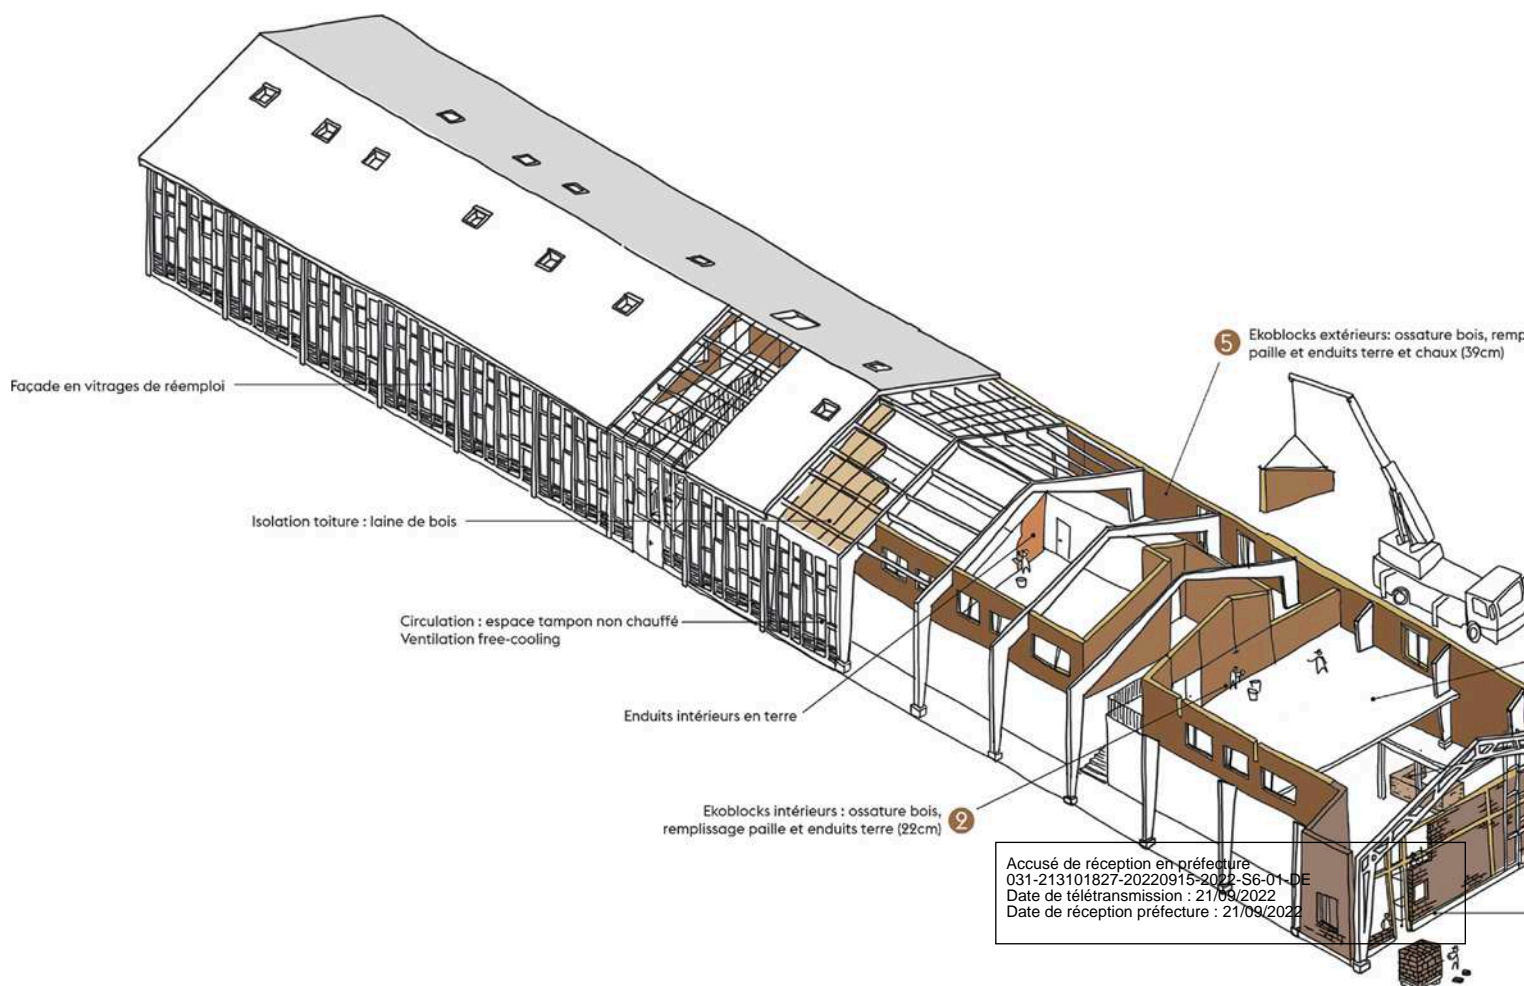 5 Ekoblocks extérieurs: ossature bois,
paille et enduits terre et chaux (39cm)
Façade en vitrages de réemploi
Isolation toiture : laine de bois
Circulation : espace tampon non chauffé
Ventilation free-cooling
Enduits intérieurs en terre
Ekoblocks intérieurs : ossature bois,
remplissage paille et enduits terre (22cm) 2
Accusé de réception en préfecture
031-213101827-20220915-2022-S6-01-DE
Date de télétransmission : 21/09/2022
Date de réception préfecture : 21/09/2022